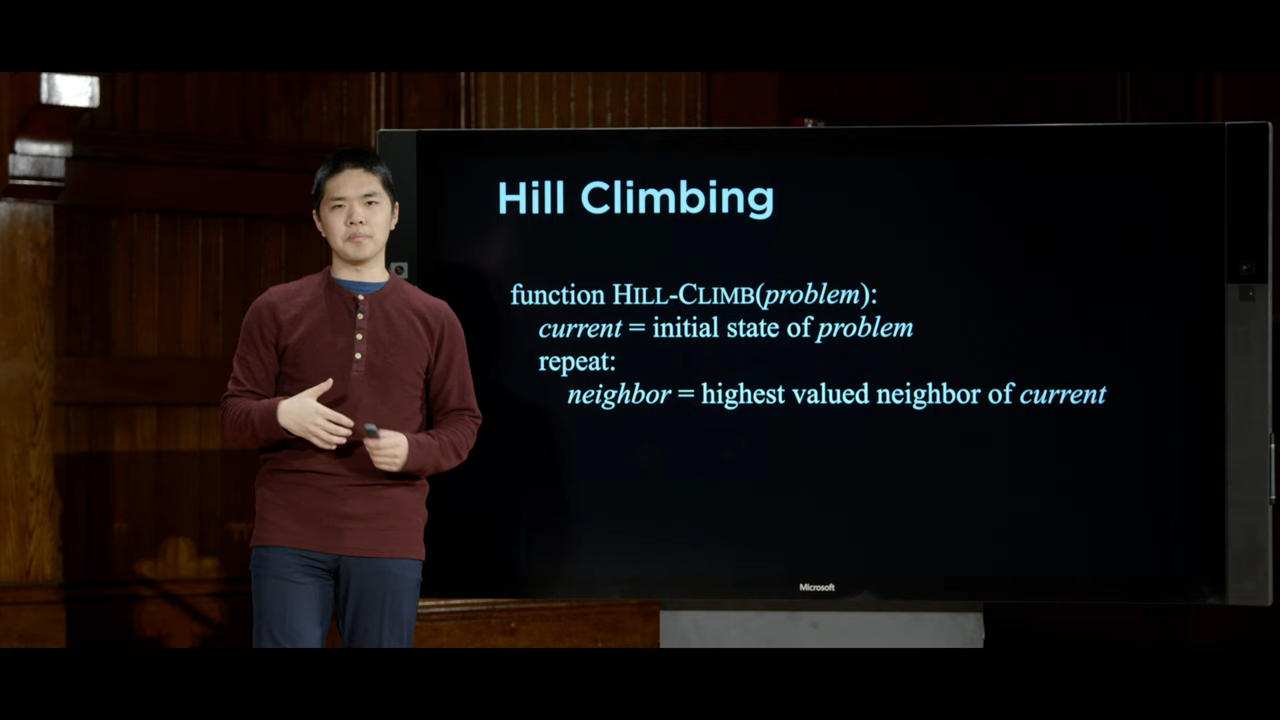 Hill Climbing
function HILL-CLIMB(problem):
current = initial state of problem
repeat:
neighbor = highest valued neighbor of current
Microsoft